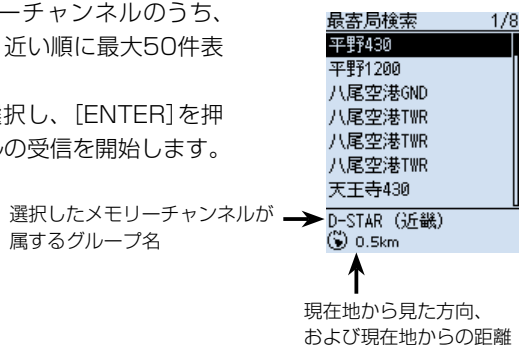 ーチャンネルのうち、
近い順に最大50件表
択し、[ENTER]を押
ルの受信を開始します。
選択したメモリーチャンネルが
属するグループ名
最寄局検索 1/8
平野430
平野1200
八尾空港GND
八尾空港TWR
八尾空港TWR
八尾空港TWR
天王寺430
D-STAR (近畿)
0.5km
現在地から見た方向、
および現在地からの距離